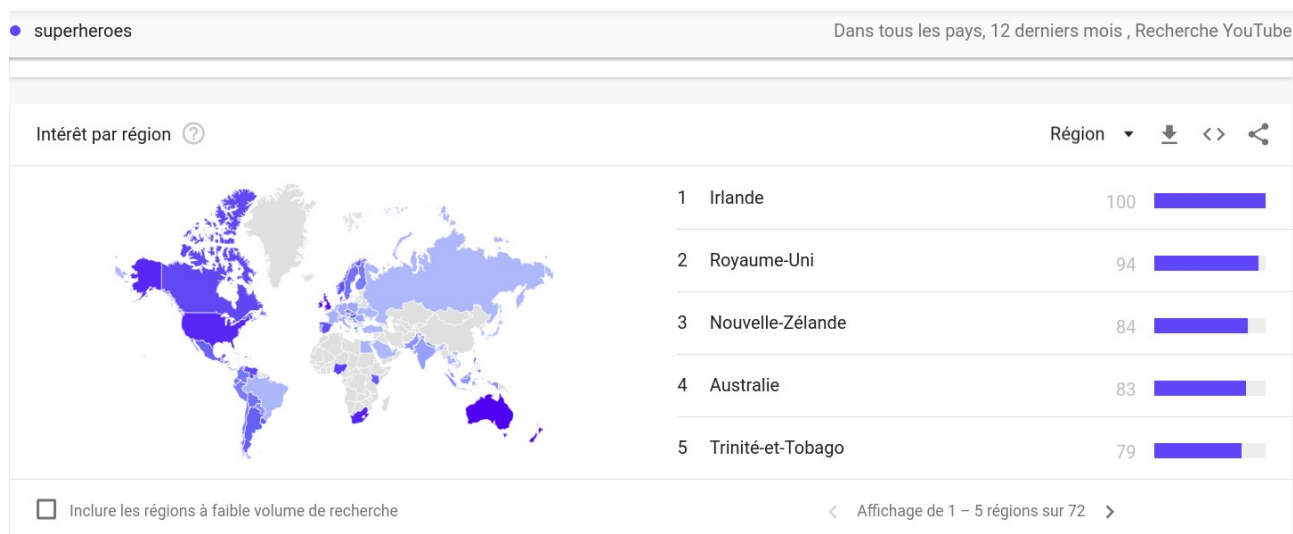 superheroes Dans tous les pays, 12 derniers mois , Recherche YouTube
Intérêt par région ? Région
1 Irlande 100
2 Royaume-Uni 94
3 Nouvelle-Zélande 84
4 Australie 83
5 Trinité-et-Tobago 79
Inclure les régions à faible volume de recherche Affichage de 1 – 5 régions sur 72